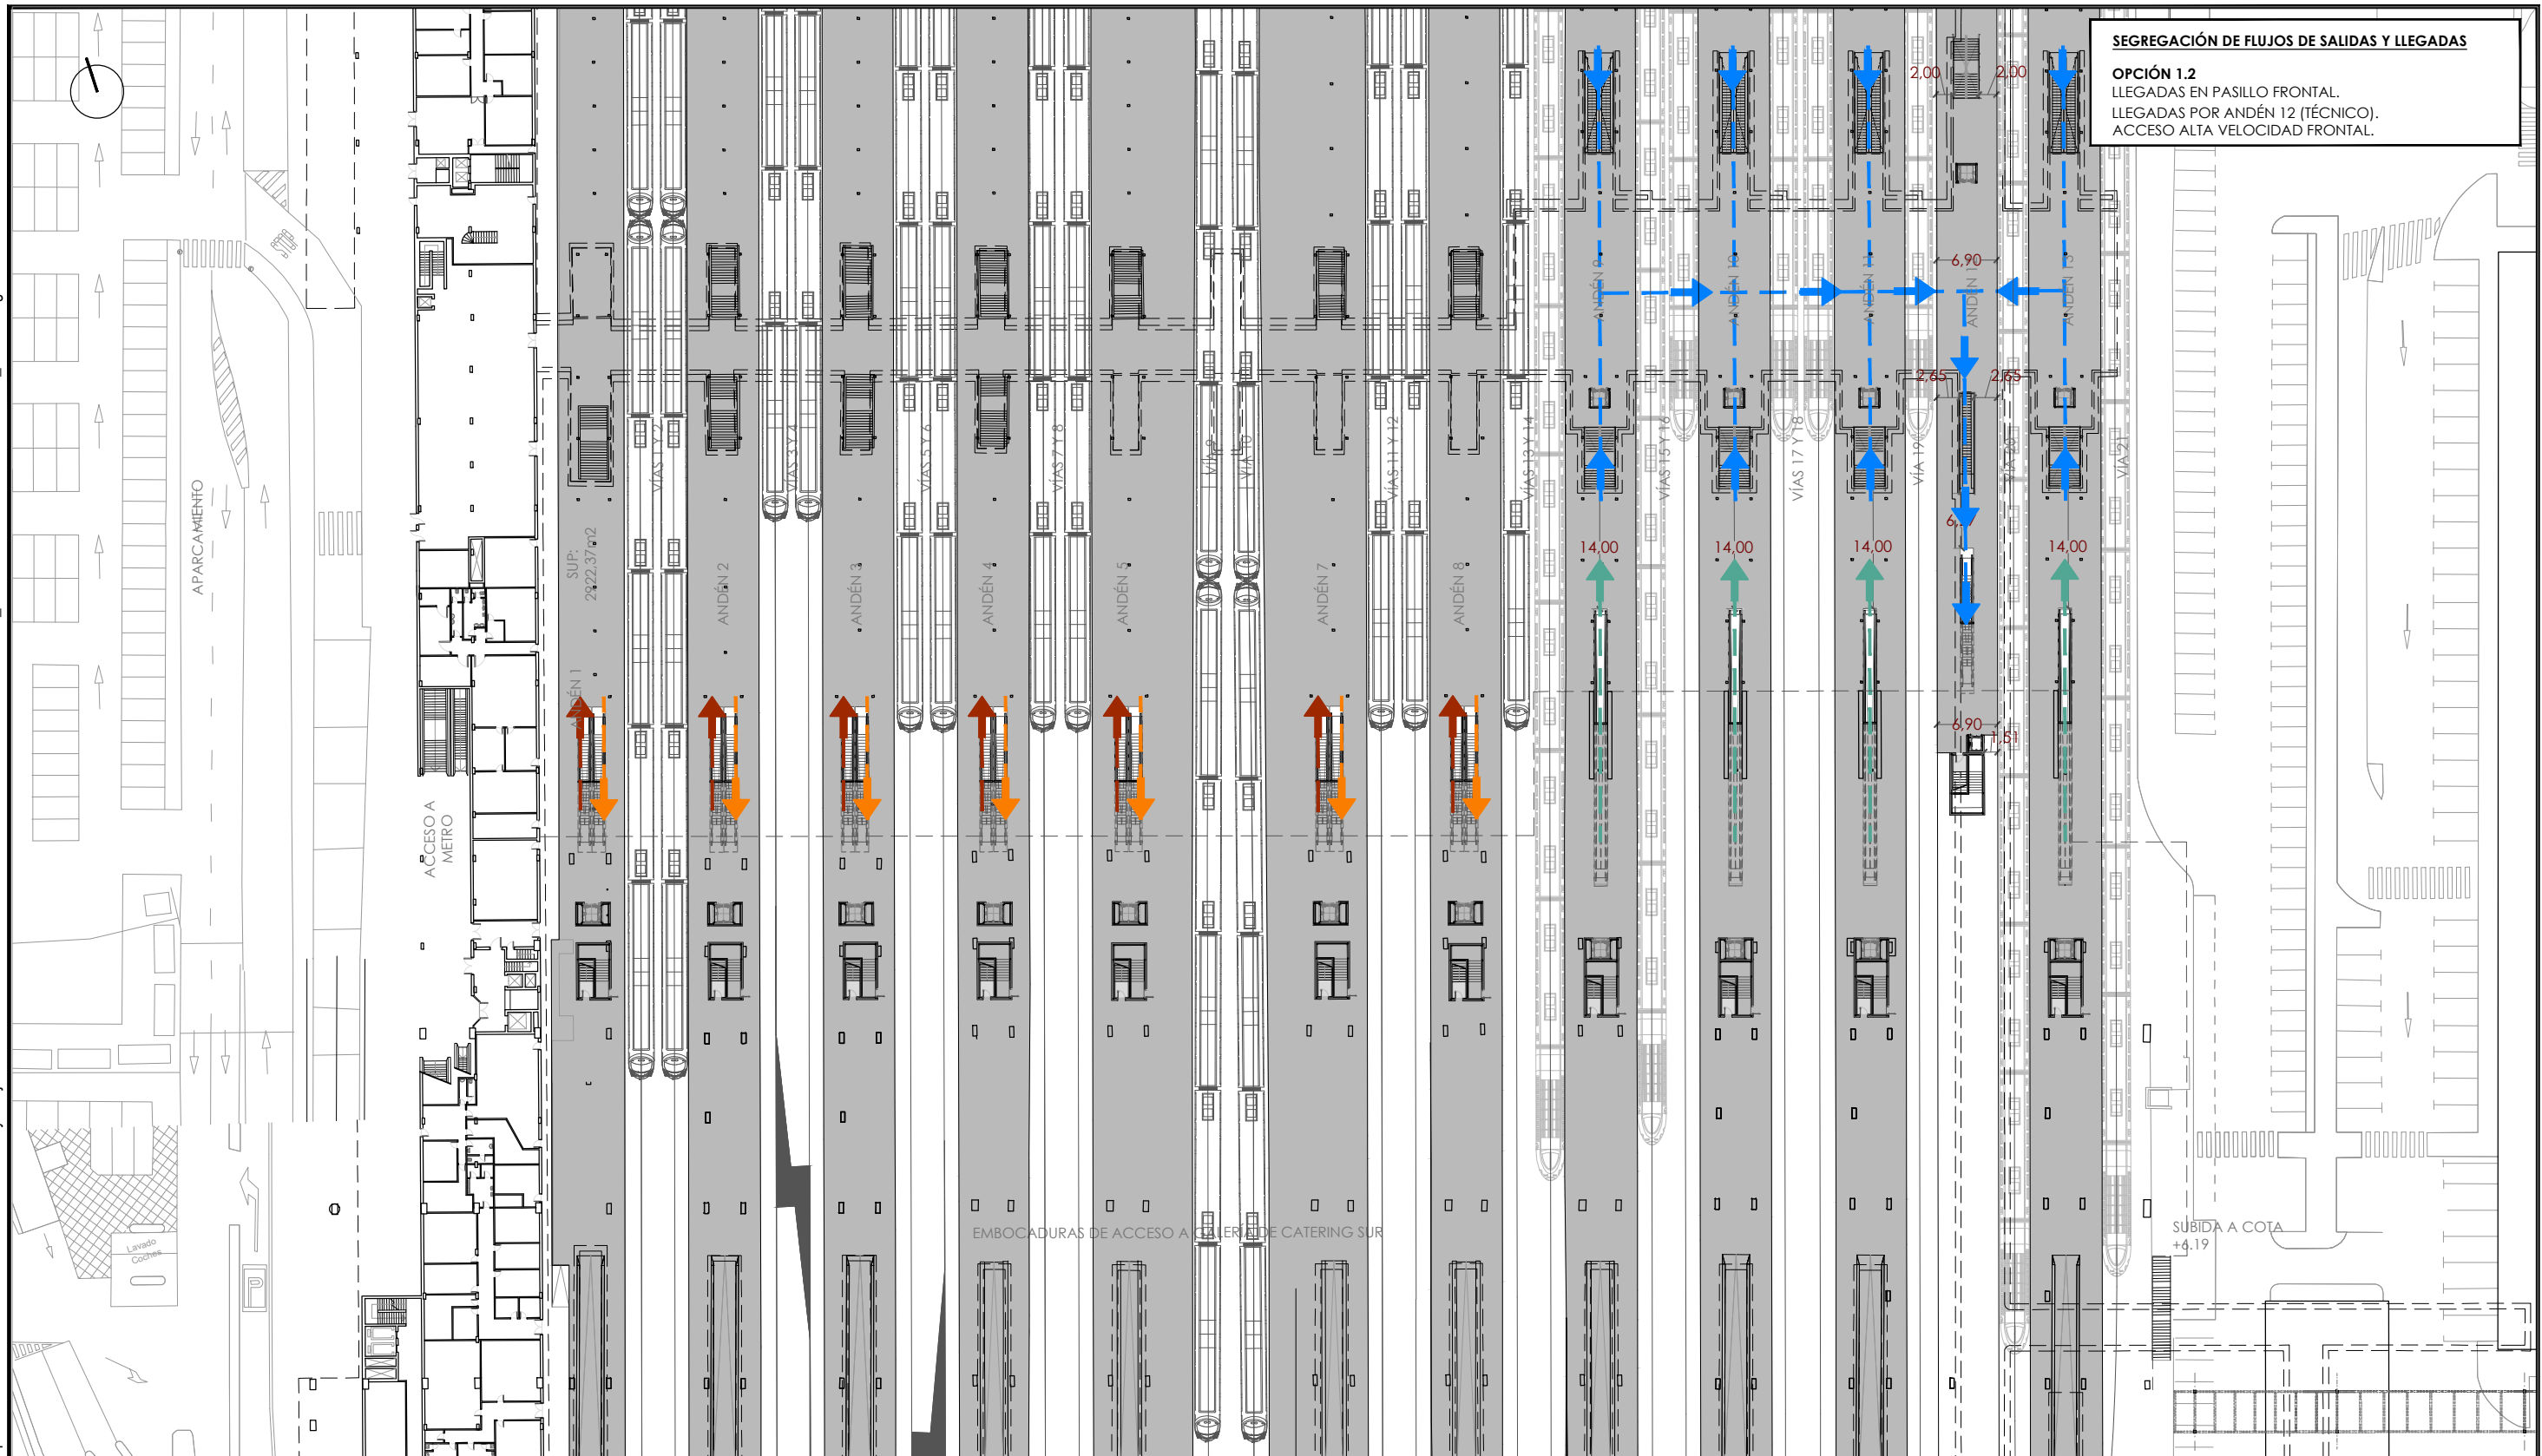 SEGREGACIÓN DE FLUJOS DE SALIDAS Y LLEGADAS
OPCIÓN 1.2
LLEGADAS EN PASILLO FRONTAL.
LLEGADAS POR ANDÉN 12 (TÉCNICO).
ACCESO ALTA VELOCIDAD FRONTAL.
2,00
2,00
6,90
ANDÉN 9
ANDÉN 10
ANDÉN 11
ANDÉN 1
ANDÉN 13
2,65
2,65
VÍAS 1 Y 2
VÍAS 3 Y 4
VÍAS 5 Y 6
VÍAS 7 Y 8
VÍA 9
VÍA 10
VÍAS 11 Y 12
VÍAS 13 Y 14
VÍAS 15 Y 16
VÍAS 17 Y 18
VÍA 19
VÍA 20
VÍA 21
APARCAMIENTO
SUP:
2922,37m2
14,00
14,00
14,00
14,00
ANDÉN 1
ANDÉN 2
ANDÉN 3
ANDÉN 4
ANDÉN 5
ANDÉN 7
ANDÉN 8
6,90
1,51
ACCESO A
METRO
EMBOCADURAS DE ACCESO A GALERÍA DE CATERING SUR
SUBIDA A COTA
+6.19
Lavado
Coches
P